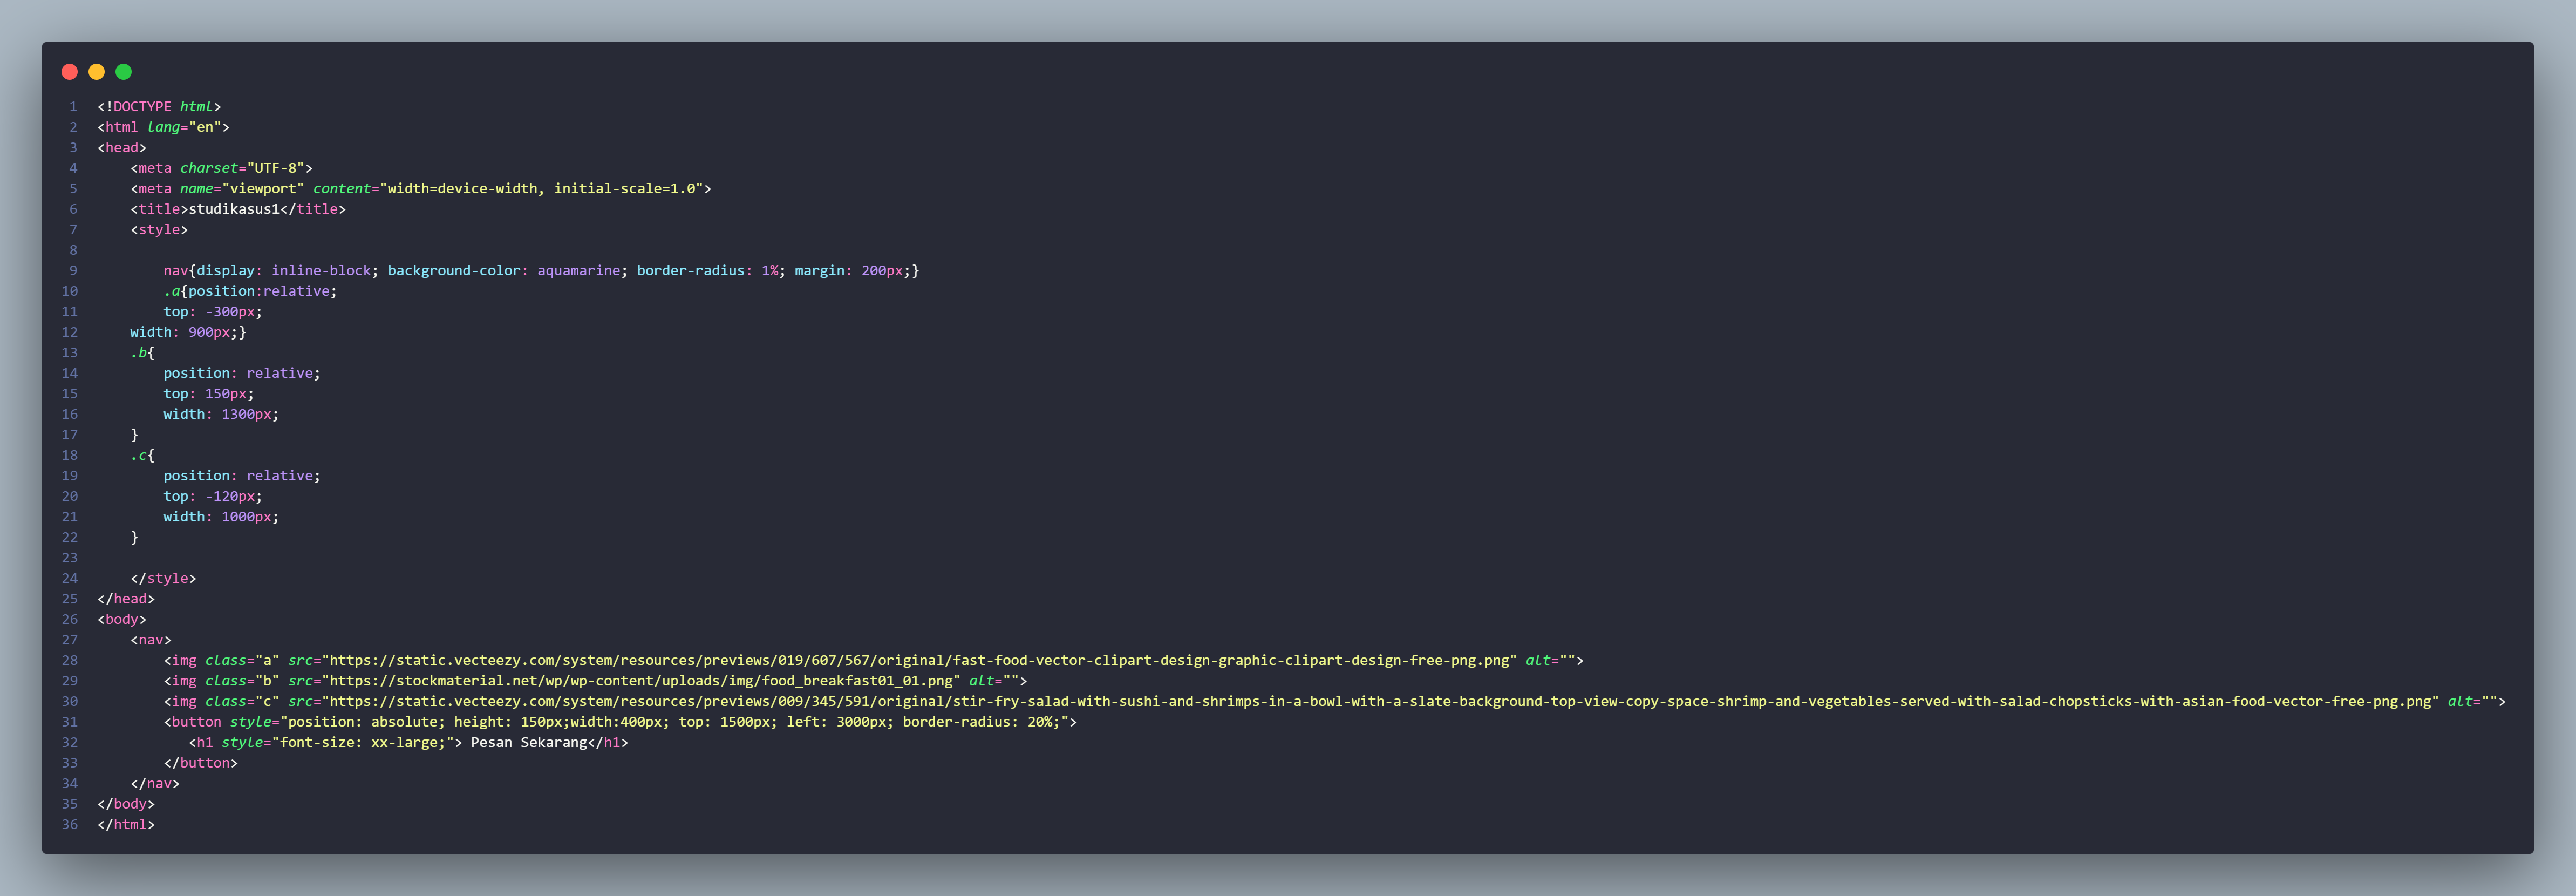 1 <!DOCTYPE html>
2 <html lang="en">
3 <head>
4     <meta charset="UTF-8">
5     <meta name="viewport" content="width=device-width, initial-scale=1.0">
6     <title>studikasus1</title>
7     <style>
8
9         nav{display: inline-block; background-color: aquamarine; border-radius: 1%; margin: 200px;}
10         .a{position:relative;
11         top: -300px;
12     width: 900px;}
13     .b{
14         position: relative;
15         top: 150px;
16         width: 1300px;
17     }
18     .c{
19         position: relative;
20         top: -120px;
21         width: 1000px;
22     }
23
24     </style>
25 </head>
26 <body>
27     <nav>
28         <img class="a" src="https://static.vecteezy.com/system/resources/previews/019/607/567/original/fast-food-vector-clipart-design-graphic-clipart-design-free-png.png" alt="">
29         <img class="b" src="https://stockmaterial.net/wp/wp-content/uploads/img/food_breakfast01_01.png" alt="">
30         <img class="c" src="https://static.vecteezy.com/system/resources/previews/009/345/591/original/stir-fry-salad-with-sushi-and-shrimps-in-a-bowl-with-a-slate-background-top-view-copy-space-shrimp-and-vegetables-served-with-salad-chopsticks-with-asian-food-vector-free-png.png" alt="">
31         <button style="position: absolute; height: 150px;width:400px; top: 1500px; left: 3000px; border-radius: 20%;">
32            <h1 style="font-size: xx-large;"> Pesan Sekarang</h1>
33         </button>
34     </nav>
35 </body>
36 </html>